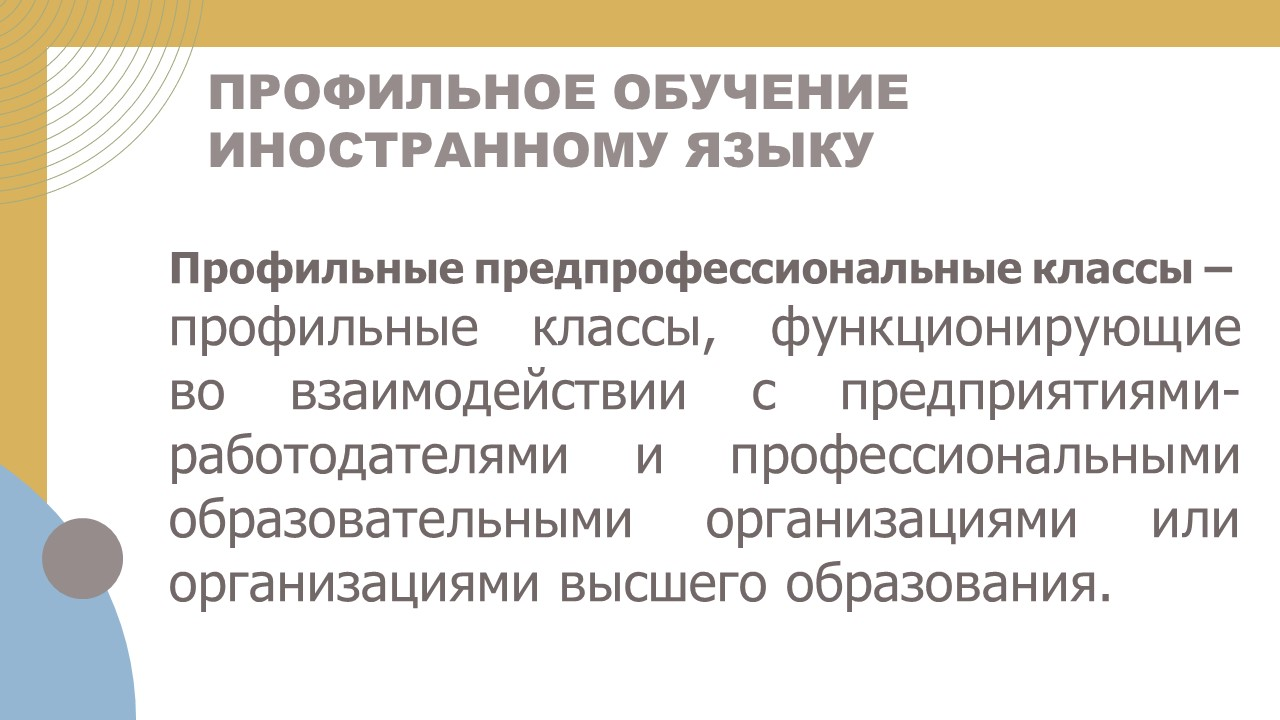 ПРОФИЛЬНОЕ ОБУЧЕНИЕ
ИНОСТРАННОМУ ЯЗЫКУ
Профильные предпрофессиональные классы –
профильные классы, функционирующие
во взаимодействии с предприятиями-
работодателями и профессиональными
образовательными организациями или
организациями высшего образования.